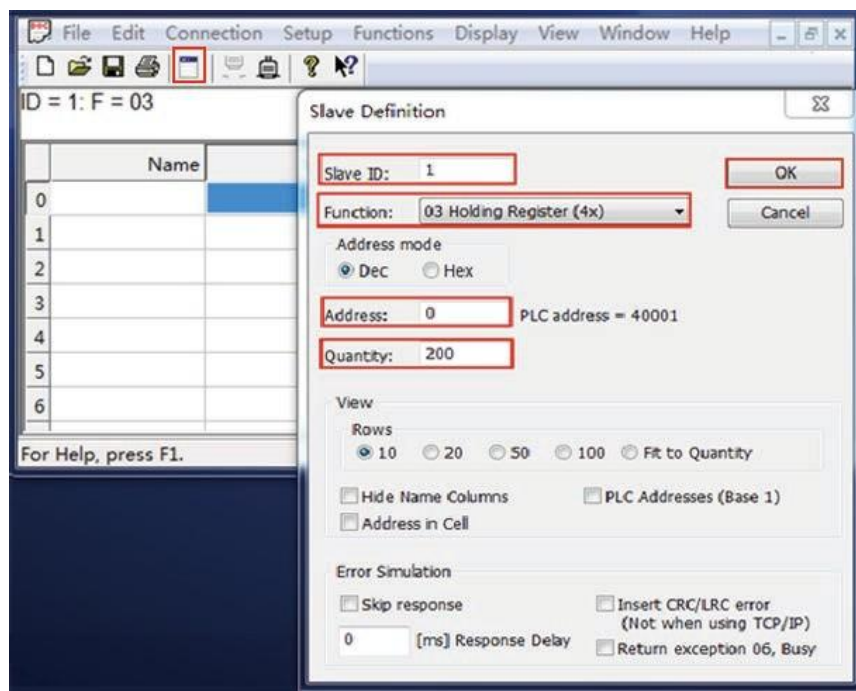 File Edit Connection Setup Functions Display View Window Help
ID = 1: F = 03
Name
0
1
2
3
4
5
6
For Help, press F1.
Slave Definition
Slave ID: 1
OK
Function: 03 Holding Register (4x)
Cancel
Address mode
Dec Hex
Address: 0 PLC address = 40001
Quantity: 200
View
Rows
10 20 50 100 Fit to Quantity
Hide Name Columns PLC Addresses (Base 1)
Address in Cell
Error Simulation
Skip response Insert CRC/LRC error
(Not when using TCP/IP)
0 [ms] Response Delay
Return exception 06, Busy